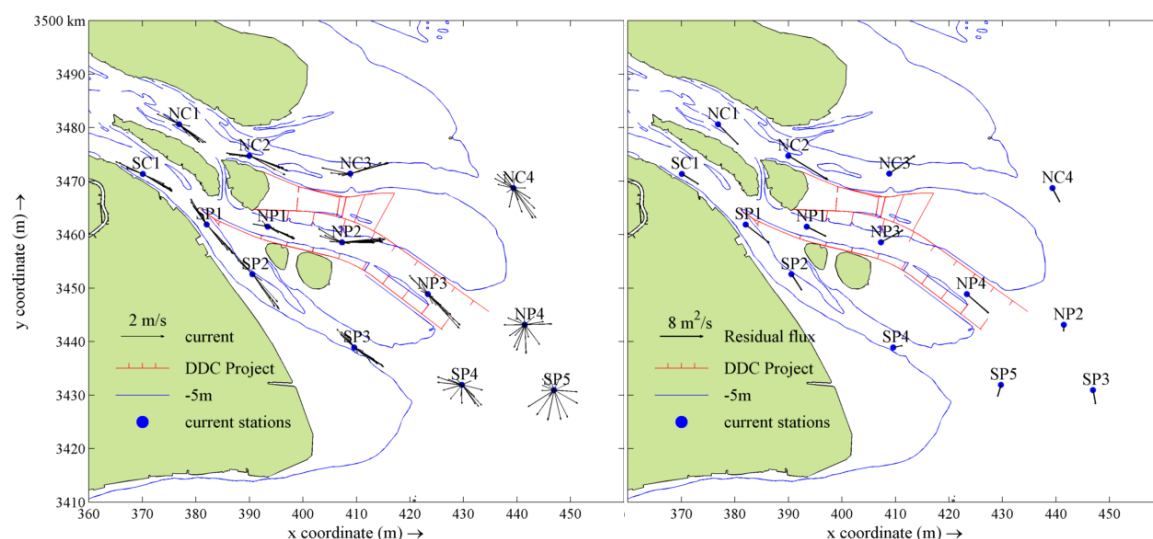 3500 km
3490
3480
3470
3460
3450
3440
3430
3420
3410
y coordinate (m) →
NC1
NC2
SC1
NC3
NC4
SP1
NP1
NP2
SP2
NP3
NP4
SP3
SP4
SP5
2 m/s
current
DDC Project
-5m
current stations
360 370 380 390 400 410 420 430 440 450
x coordinate (m) →
NC1
NC2
SC1
NC3
NC4
SP1
NP1
NP3
SP2
NP4
NP2
SP4
SP5
SP3
8 m²/s
Residual flux
DDC Project
-5m
current stations
370 380 390 400 410 420 430 440 450
x coordinate (m) →